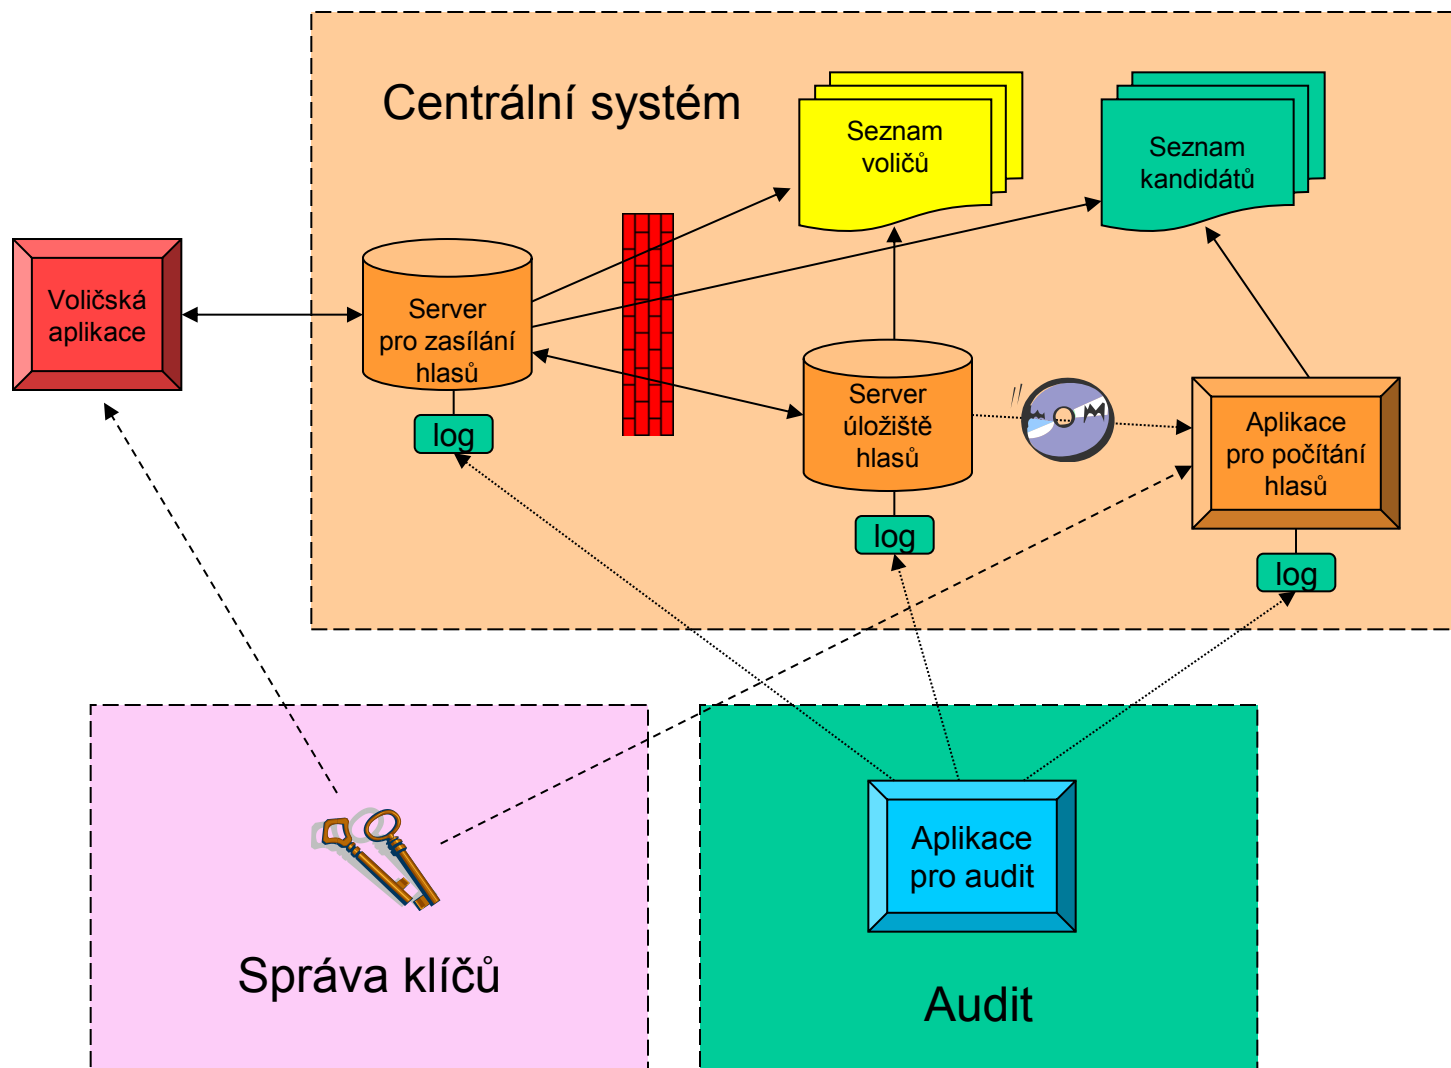 Centrální systém
Seznam
voličů
Seznam
kandidátů
Voličská
aplikace
Server
pro zasílání
hlasů
log
Server
úložiště
hlasů
log
Aplikace
pro počítání
hlasů
log
Správa klíčů
Aplikace
pro audit
Audit